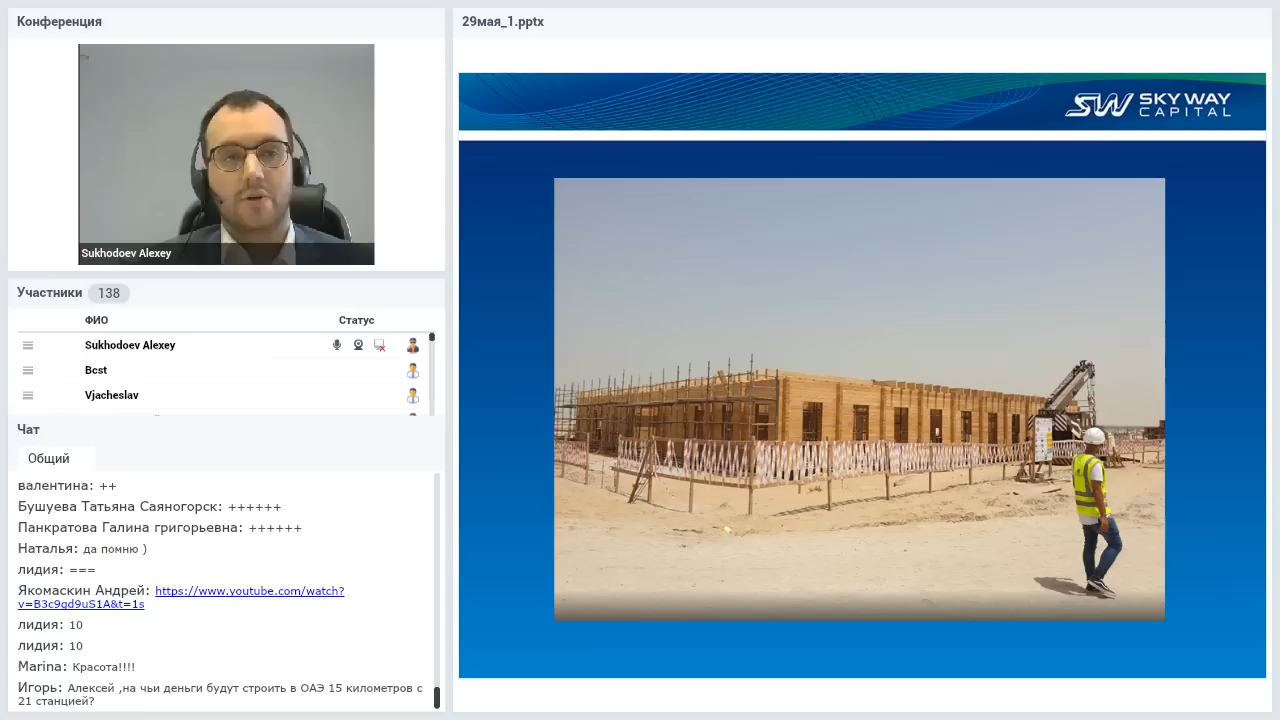 Конференция
Sukhodoev Alexey
Участники 138
ФИО Статус
Sukhodoev Alexey
Bcst
Vjacheslav
Чат
Общий
валентина: ++
Бушуева Татьяна Саяногорск: ++++++
Панкратова Галина григорьевна: ++++++
Наталья: да помню )
лидия: ===
Якомаскин Андрей: https://www.youtube.com/watch?
v=B3c9gd9uS1A&t=1s
лидия: 10
лидия: 10
Marina: Красота!!!!
Игорь: Алексей ,на чьи деньги будут строить в ОАЭ 15 километров с
21 станцией?
29мая_1.pptx
SW SKY WAY
CAPITAL